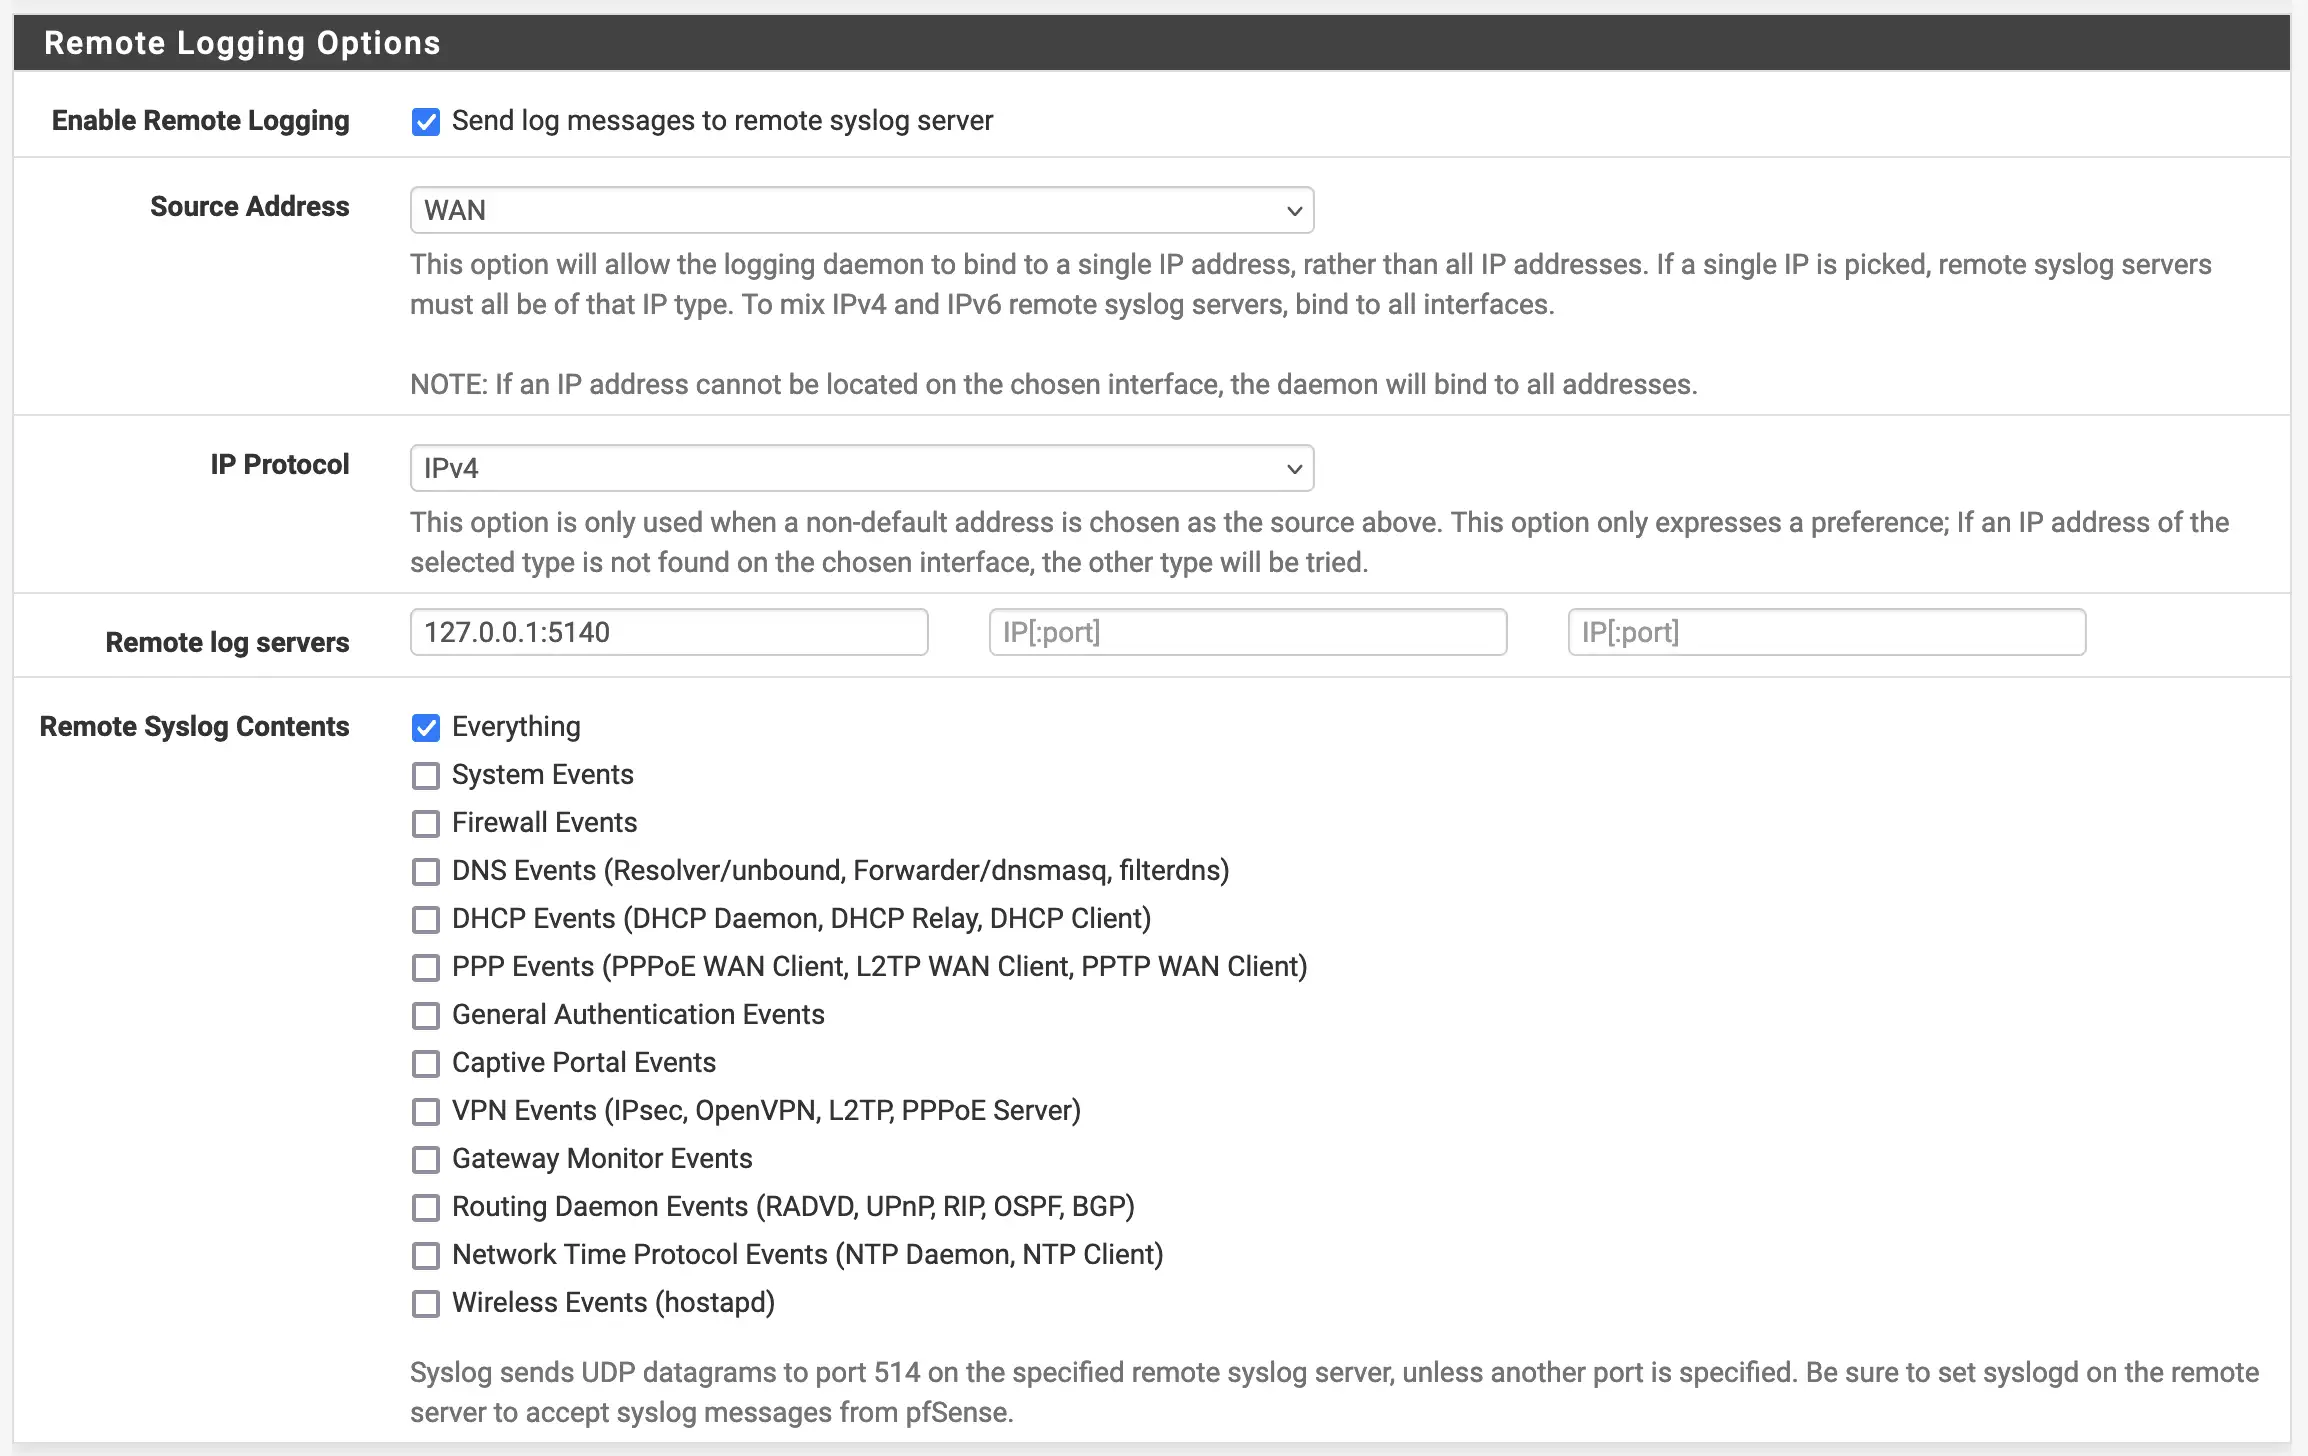 Remote Logging Options
Enable Remote Logging
Send log messages to remote syslog server
Source Address
WAN
This option will allow the logging daemon to bind to a single IP address, rather than all IP addresses. If a single IP is picked, remote syslog servers
must all be of that IP type. To mix IPv4 and IPv6 remote syslog servers, bind to all interfaces.
NOTE: If an IP address cannot be located on the chosen interface, the daemon will bind to all addresses.
IP Protocol
IPv4
This option is only used when a non-default address is chosen as the source above. This option only expresses a preference; If an IP address of the
selected type is not found on the chosen interface, the other type will be tried.
Remote log servers
127.0.0.1:5140
IP[:port]
IP[:port]
Remote Syslog Contents
Everything
System Events
Firewall Events
DNS Events (Resolver/unbound, Forwarder/dnsmasq, filterdns)
DHCP Events (DHCP Daemon, DHCP Relay, DHCP Client)
PPP Events (PPPoE WAN Client, L2TP WAN Client, PPTP WAN Client)
General Authentication Events
Captive Portal Events
VPN Events (IPsec, OpenVPN, L2TP, PPPoE Server)
Gateway Monitor Events
Routing Daemon Events (RADVD, UPnP, RIP, OSPF, BGP)
Network Time Protocol Events (NTP Daemon, NTP Client)
Wireless Events (hostapd)
Syslog sends UDP datagrams to port 514 on the specified remote syslog server, unless another port is specified. Be sure to set syslogd on the remote
server to accept syslog messages from pfSense.